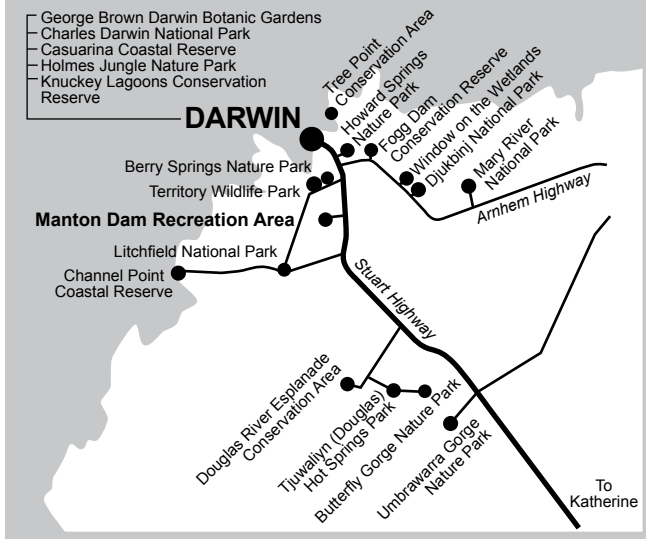 George Brown Darwin Botanic Gardens
Charles Darwin National Park
Casuarina Coastal Reserve
Holmes Jungle Nature Park
Knuckey Lagoons Conservation
Reserve
DARWIN
Tree Point
Conservation Area
Howard Springs
Nature Park
Fogg Dam
Conservation Reserve
Window on the Wetlands
Djukbinj National Park
Mary River
National Park
Arnhem Highway
Berry Springs Nature Park
Territory Wildlife Park
Manton Dam Recreation Area
Litchfield National Park
Channel Point
Coastal Reserve
Stuart Highway
Douglas River Esplanade
Conservation Area
Tjuwaliyn (Douglas)
Hot Springs Park
Butterfly Gorge Nature Park
Umbrawarra Gorge
Nature Park
To
Katherine